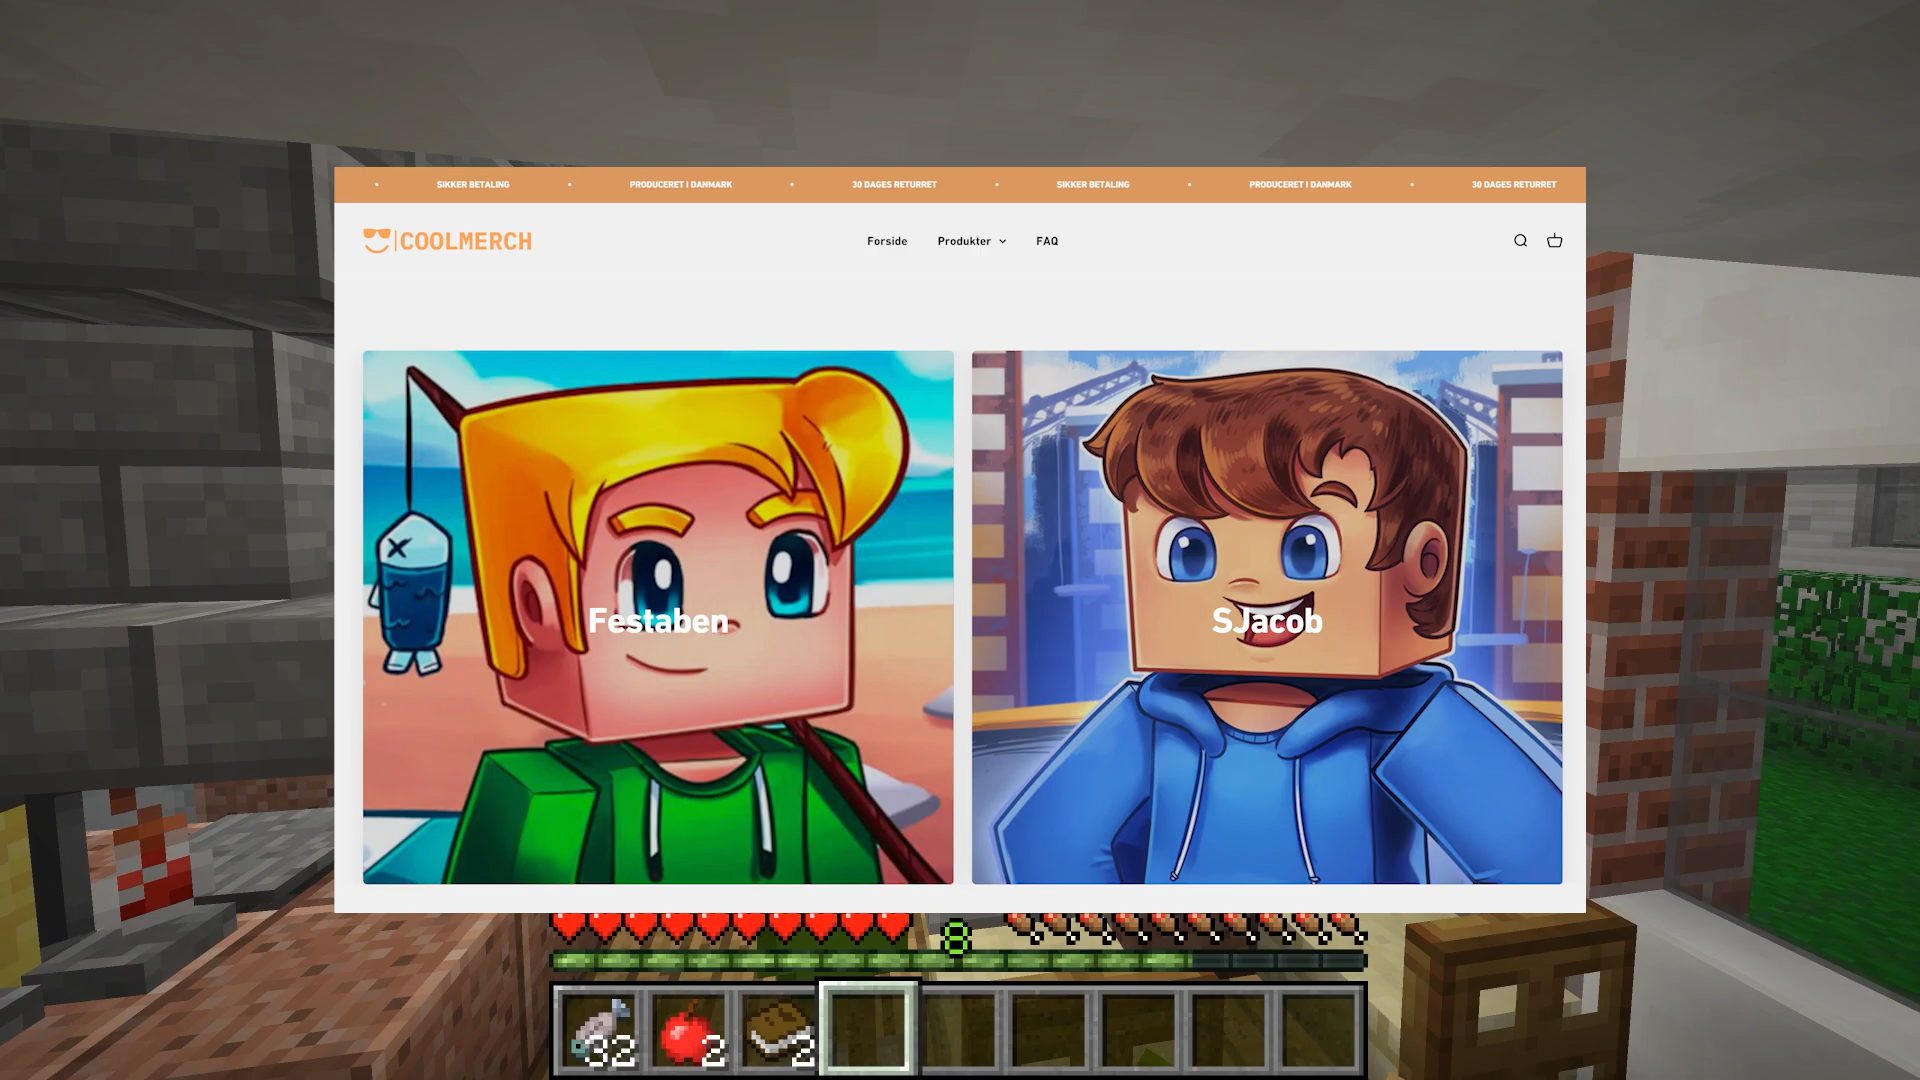 SIKKER BETALING • PRODUCERET I DANMARK • 30 DAGES RETURRET • SIKKER BETALING • PRODUCERET I DANMARK • 30 DAGES RETURRET
COOLMERCH
Forside Produkter FAQ
Festaben
SJacob
8
32 2 2